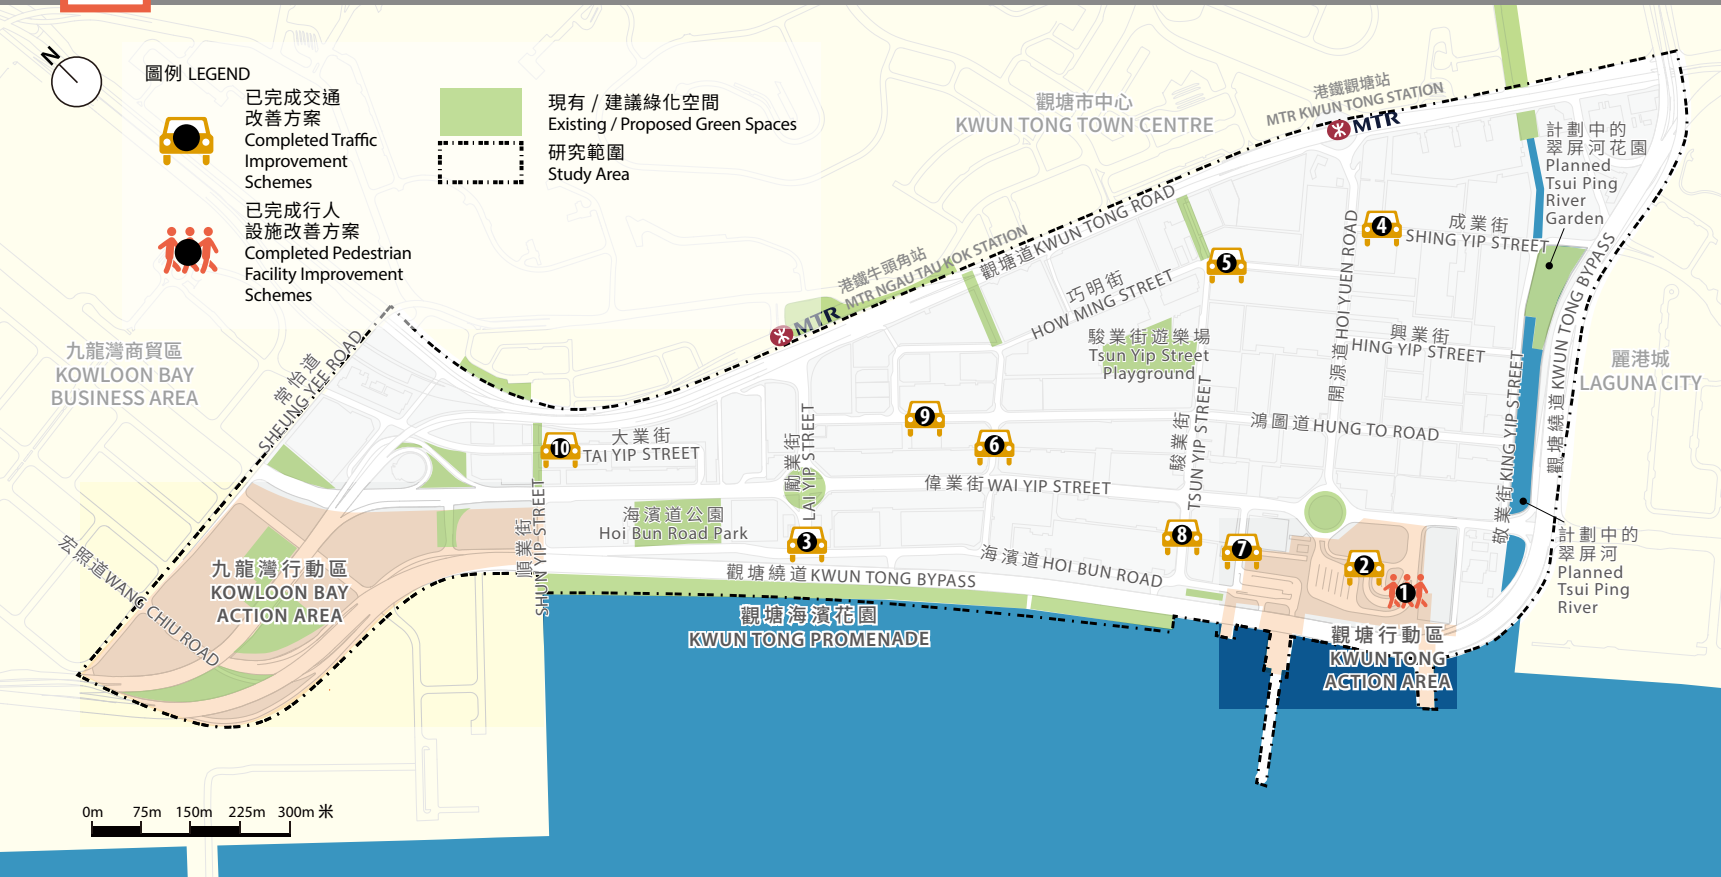 N
圖例 LEGEND
已完成交通
改善方案
Completed Traffic
Improvement
Schemes
已完成行人
設施改善方案
Completed Pedestrian
Facility Improvement
Schemes
現有 / 建議綠化空間
Existing / Proposed Green Spaces
研究範圍
Study Area
觀塘市中心
KWUN TONG TOWN CENTRE
港鐵觀塘站
MTR KWUN TONG STATION
MTR
計劃中的
翠屏河花園
Planned
Tsui Ping
River
Garden
港鐵牛頭角站
MTR NGAU TAU KOK STATION
MTR
觀塘道 KWUN TONG ROAD
巧明街
HOW MING STREET
成業街
SHING YIP STREET
4
5
開源道 HOI YUEN ROAD
興業街
HING YIP STREET
駿業街遊樂場
Tsun Yip Street
Playground
觀塘繞道 KWUN TONG BYPASS
麗港城
LAGUNA CITY
九龍灣商貿區
KOWLOON BAY
BUSINESS AREA
常怡道
SHEUNG YEE ROAD
大業街
TAI YIP STREET
10
勵業街
LAI YIP STREET
9
6
鴻圖道 HUNG TO ROAD
駿業街
TSUN YIP STREET
敬業街 KING YIP STREET
偉業街 WAI YIP STREET
海濱道公園
Hoi Bun Road Park
3
8
7
2
1
順業街
SHUN YIP STREET
海濱道 HOI BUN ROAD
觀塘繞道 KWUN TONG BYPASS
計劃中的
翠屏河
Planned
Tsui Ping
River
宏照道 WANG CHIU ROAD
九龍灣行動區
KOWLOON BAY
ACTION AREA
觀塘海濱花園
KWUN TONG PROMENADE
觀塘行動區
KWUN TONG
ACTION AREA
0m 75m 150m 225m 300m 米